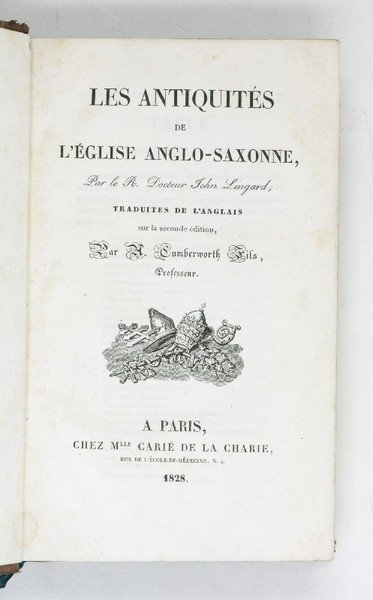 LES ANTIQUITÉS
DE
L'ÉGLISE ANGLO-SAXONNE,
Par le R. Docteur John Lingard;
TRADUITES DE L'ANGLAIS
sur la seconde édition,
Par A. Cumberworth Fils,
Professeur.
A PARIS,
CHEZ MLLE CARIÉ DE LA CHARIE,
RUE DE L'ÉCOLE-DE-MÉDECINE, N. 4.
1828.